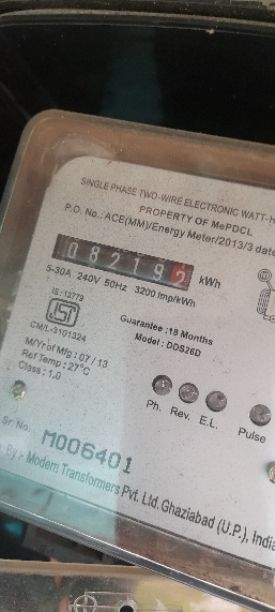 SINGLE PHASE TWO-WIRE ELECTRONIC WATT-H
PROPERTY OF MePDCL
P.O. No.: ACE(MM)/Energy Meter/2013/3 date
082192 kWh
5-30A 240V 50Hz 3200 imp/kWh
IS:13779
ISI
CM/L-3101324
Guarantee :18 Months
Model : DDS26D
M/Yr of Mfg : 07 / 13
Ref Temp : 27°C
Class : 1.0
Ph. Rev. E.L. Pulse
Sr No. M006401
. By :- Modern Transformers Pvt. Ltd. Ghaziabad (U.P.), India